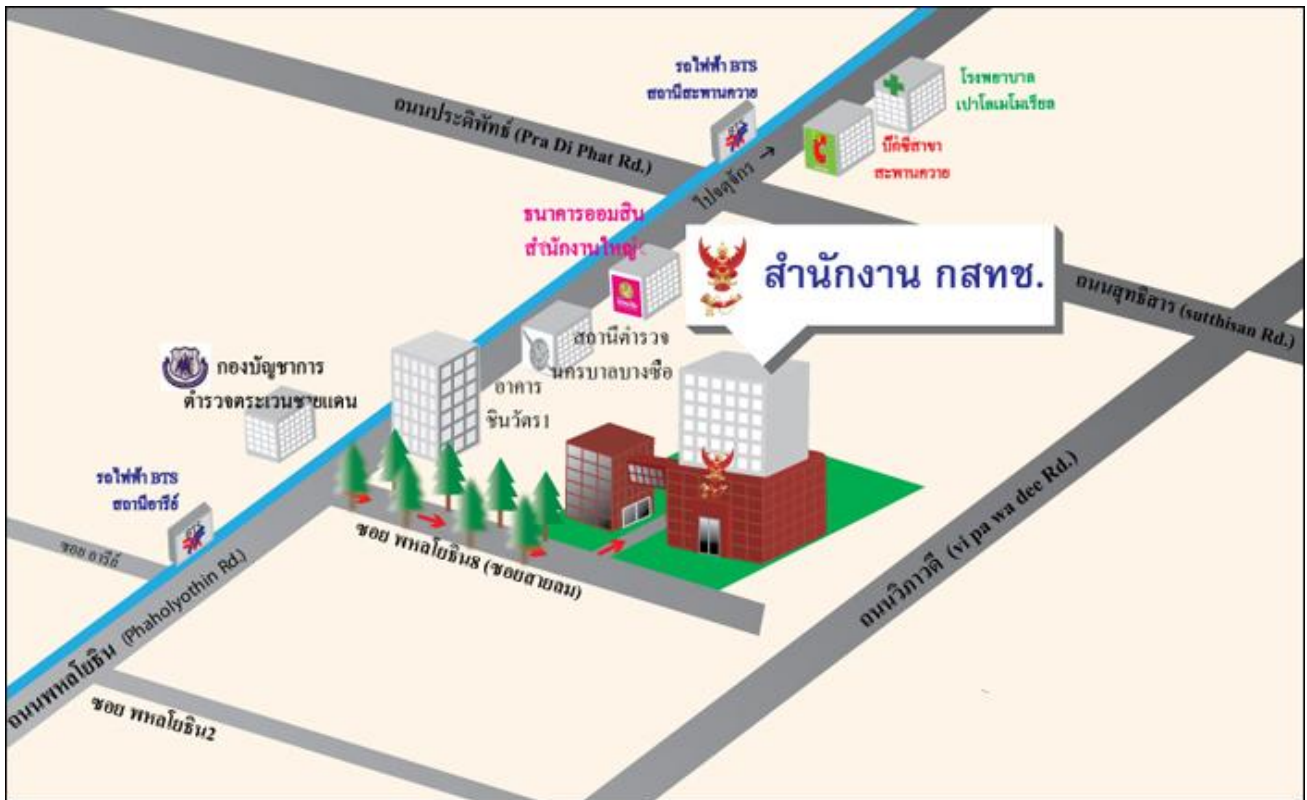 รถไฟฟ้า BTS
สถานีสะพานควาย
โรงพยาบาล
เปาโลเมโมเรียล
ถนนประดิพัทธ์ (Pra Di Phat Rd.)
บิ๊กซีสาขา
สะพานควาย
ไปจตุจักร →
ธนาคารออมสิน
สำนักงานใหญ่
สำนักงาน กสทช.
ถนนสุทธิสาร (sutthisan Rd.)
สถานีตำรวจ
นครบาลบางซื่อ
กองบัญชาการ
ตำรวจตระเวนชายแดน
อาคาร
ชินวัตร1
รถไฟฟ้า BTS
สถานีอารีย์
ซอย อารีย์
ซอย พหลโยธิน8 (ซอยสายลม)
ถนนวิภาวดี (vi pa wa dee Rd.)
ถนนพหลโยธิน (Phaholyothin Rd.)
ซอย พหลโยธิน2